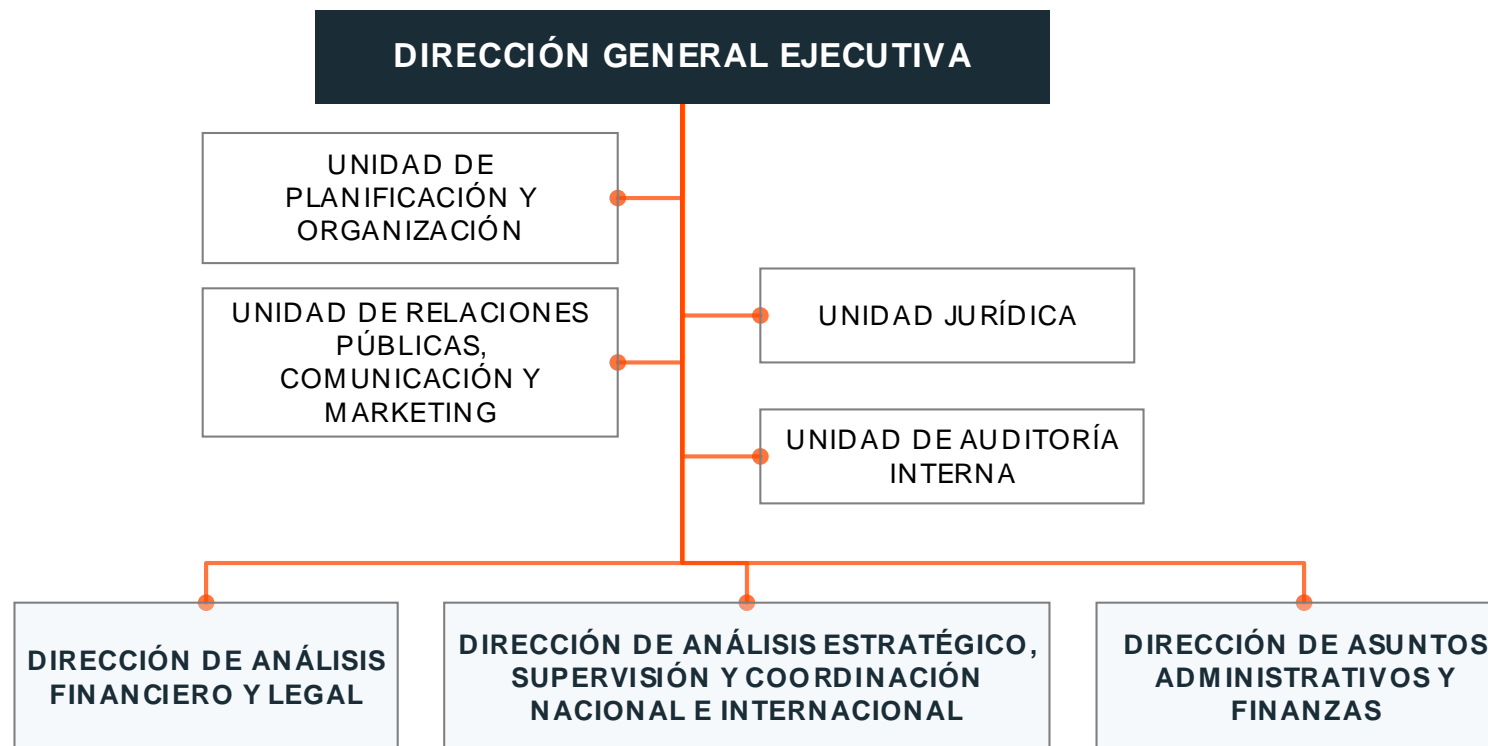 DIRECCIÓN GENERAL EJECUTIVA
UNIDAD DE
PLANIFICACIÓN Y
ORGANIZACIÓN
UNIDAD DE RELACIONES
PÚBLICAS,
COMUNICACIÓN Y
MARKETING
UNIDAD JURÍDICA
UNIDAD DE AUDITORÍA
INTERNA
DIRECCIÓN DE ANÁLISIS
FINANCIERO Y LEGAL
DIRECCIÓN DE ANÁLISIS ESTRATÉGICO,
SUPERVISIÓN Y COORDINACIÓN
NACIONAL E INTERNACIONAL
DIRECCIÓN DE ASUNTOS
ADMINISTRATIVOS Y
FINANZAS